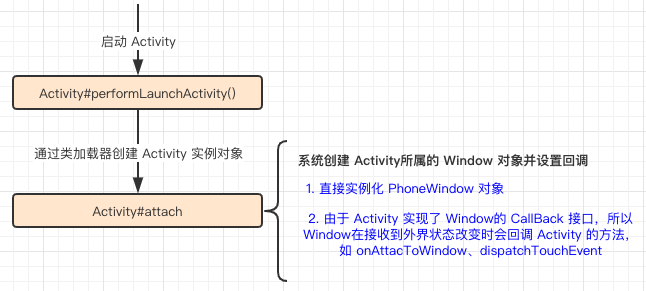 启动 Activity
Activity#performLaunchActivity()
通过类加载器创建 Activity 实例对象
Activity#attach
系统创建 Activity所属的 Window 对象并设置回调
1. 直接实例化 PhoneWindow 对象
2. 由于 Activity 实现了 Window的 CallBack 接口，所以
Window在接收到外界状态改变时会回调 Activity 的方法，
如 onAttacToWindow、dispatchTouchEvent